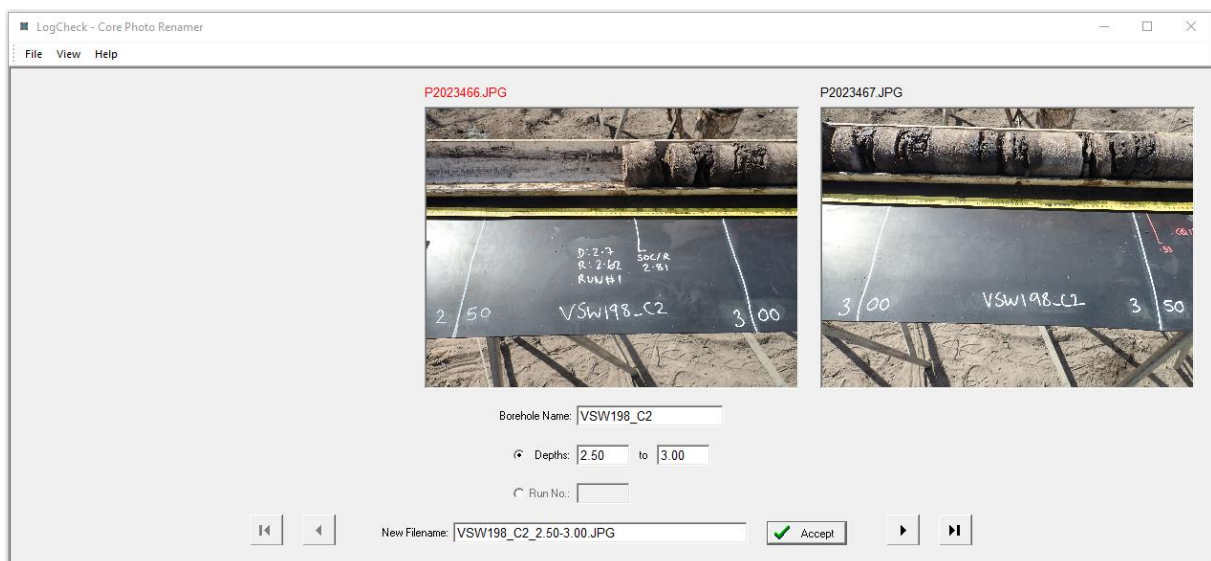 LogCheck - Core Photo Renamer
File View Help
P2023466.JPG
P2023467.JPG
D: 2.7
R: 2.62
RUN#1
SOC/R
2.81
2/50
VSW198_C2
3/00
3/00
VSW198_C2
3/50
.55
Borehole Name: VSW198_C2
Depths: 2.50 to 3.00
Run No.:
New Filename: VSW198_C2_2.50-3.00.JPG
Accept